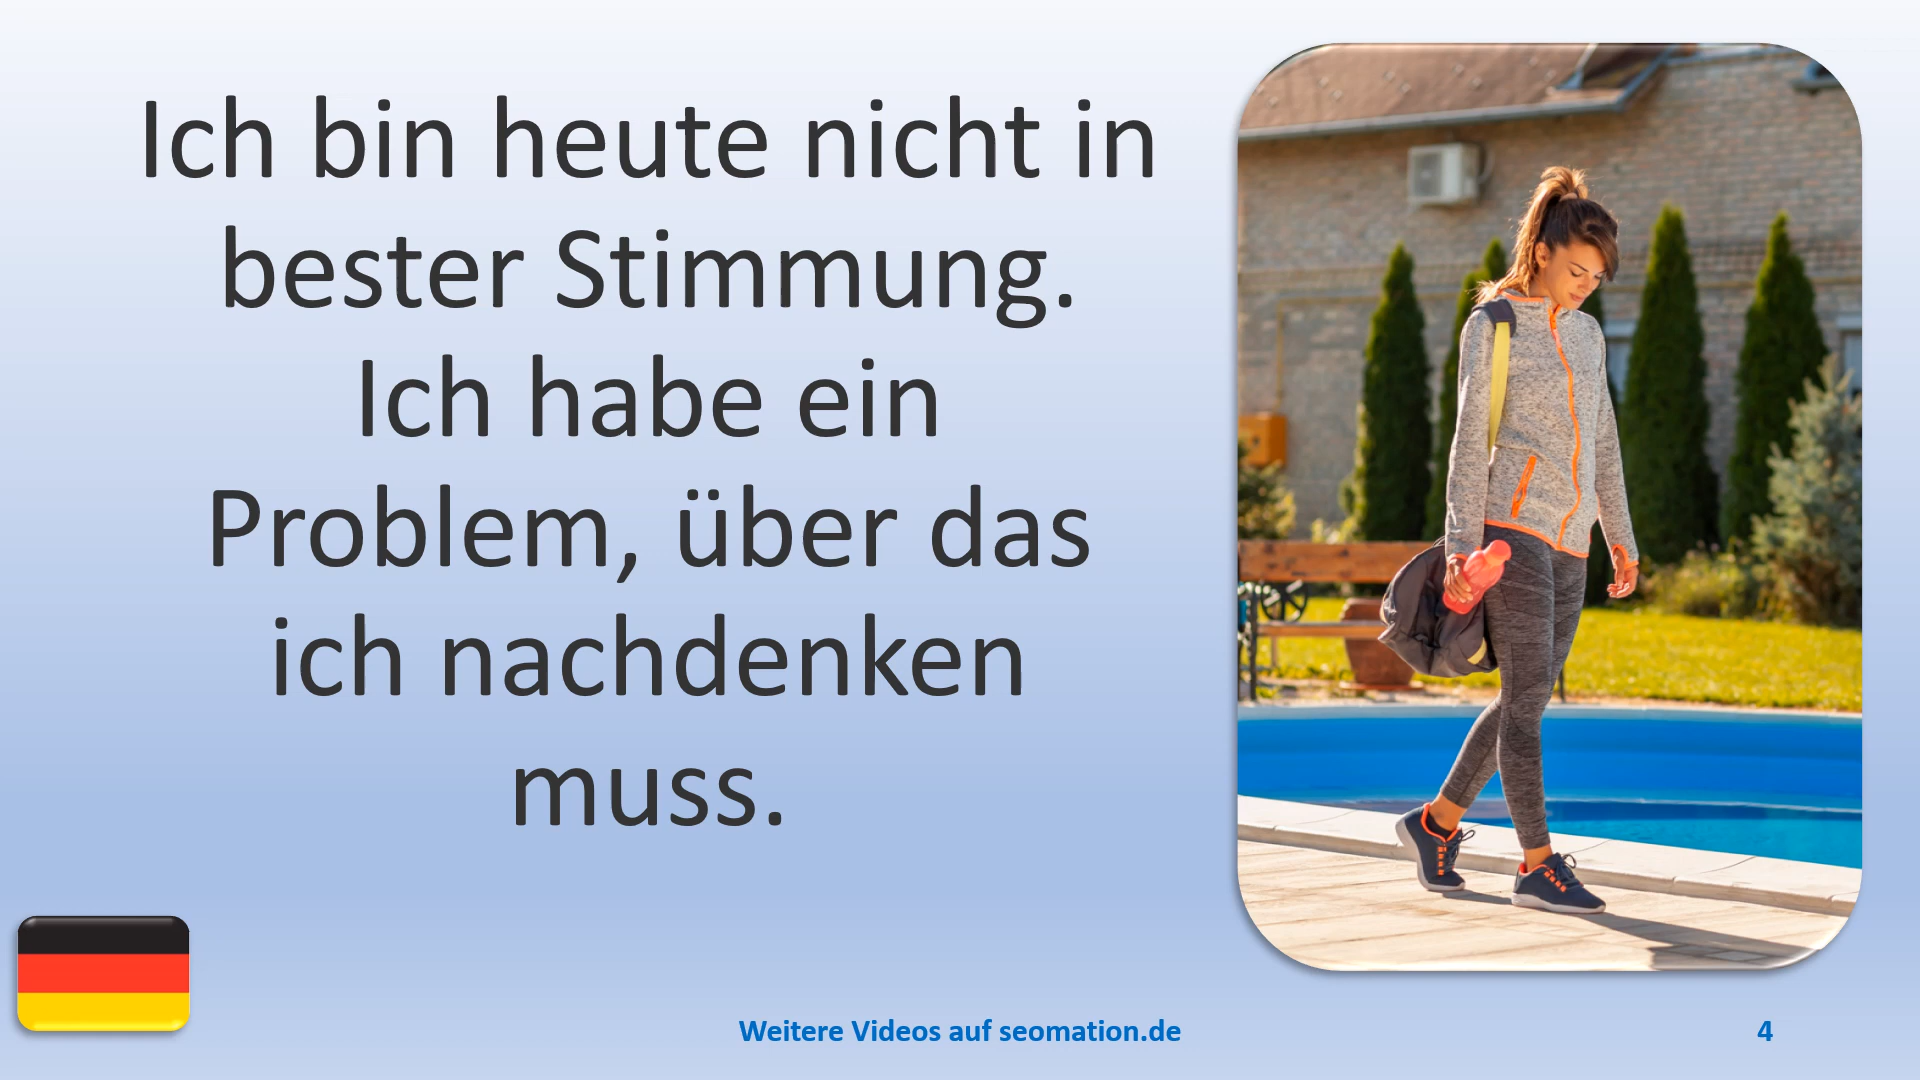 Ich bin heute nicht in
bester Stimmung.
Ich habe ein
Problem, über das
ich nachdenken
muss.
Weitere Videos auf seomation.de
4